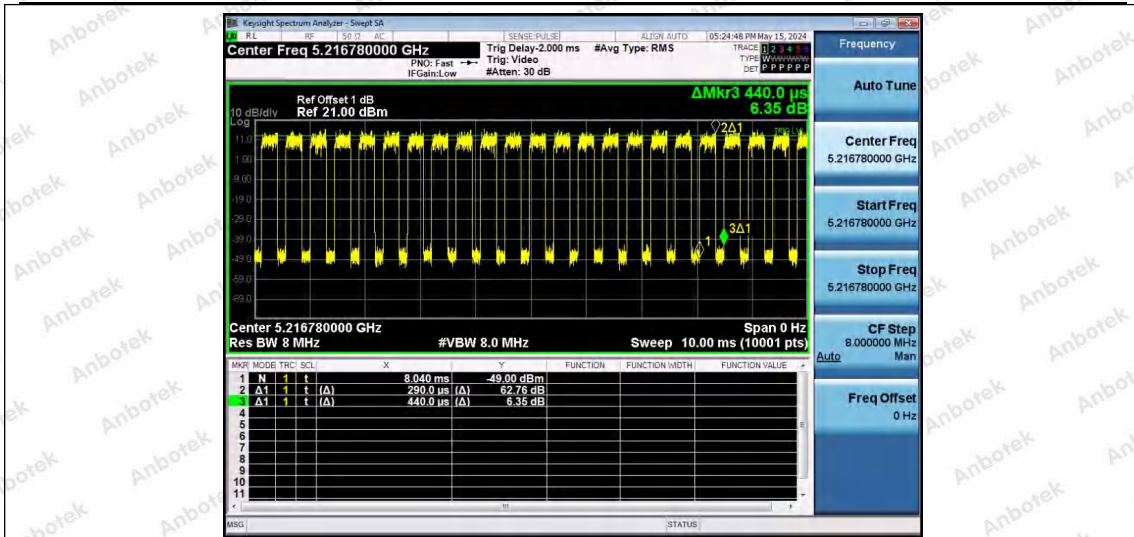 Keysight Spectrum Analyzer - Swept SA
RL RF 50 Ω AC SENSE:PULSE ALIGN AUTO 05:24:48 PM May 15, 2024
Center Freq 5.216780000 GHz
Trig Delay-2.000 ms #Avg Type: RMS
TRACE 1 2 3 4 5 6
PNO: Fast Trig: Video
TYPE WWWWWW
IFGain:Low #Atten: 30 dB
DET P P P P P P
ΔMkr3 440.0 µs
6.35 dB
Ref Offset 1 dB
10 dB/div Ref 21.00 dBm
Log
11.0
1.00
-9.00
-19.0
-29.0
-39.0
-49.0
-59.0
-69.0
2Δ1
TRIG LVL
1
3Δ1
Center 5.216780000 GHz Span 0 Hz
Res BW 8 MHz #VBW 8.0 MHz Sweep 10.00 ms (10001 pts)
MKR MODE TRC SCL X Y FUNCTION FUNCTION WIDTH FUNCTION VALUE
1 N 1 t 8.040 ms -49.00 dBm
2 Δ1 1 t (Δ) 290.0 µs (Δ) 62.76 dB
3 Δ1 1 t (Δ) 440.0 µs (Δ) 6.35 dB
4
5
6
7
8
9
10
11
MSG STATUS
Frequency
Auto Tune
Center Freq
5.216780000 GHz
Start Freq
5.216780000 GHz
Stop Freq
5.216780000 GHz
CF Step
8.000000 MHz
Auto Man
Freq Offset
0 Hz
Anbotek